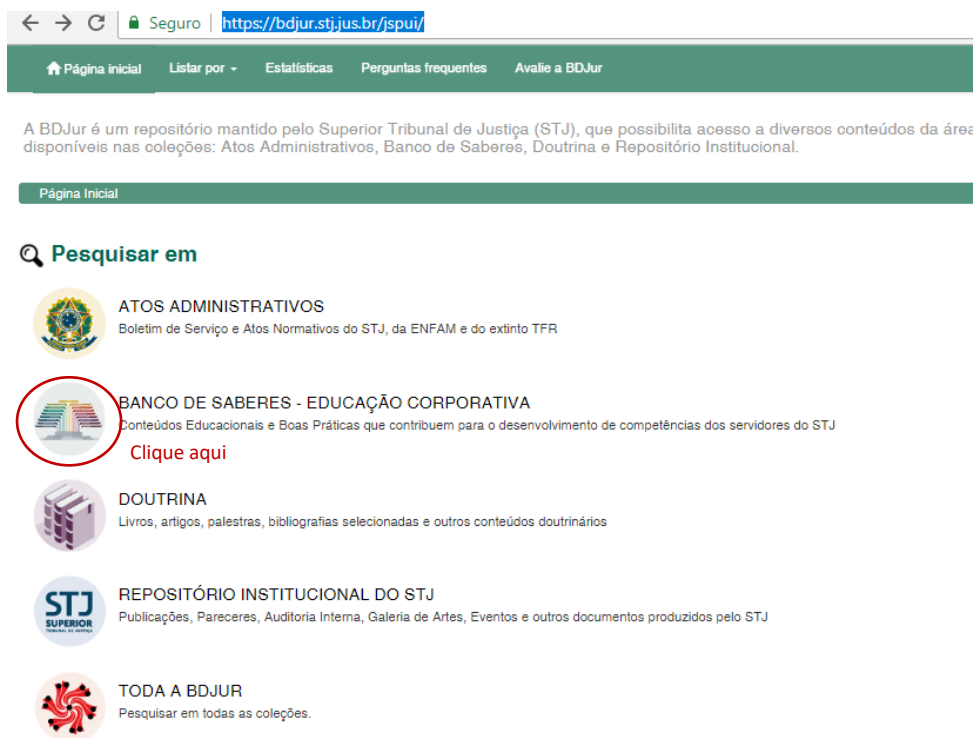 Seguro | https://bdjur.stj.jus.br/jspui/
Página inicial Listar por Estatísticas Perguntas frequentes Avalie a BDJur
A BDJur é um repositório mantido pelo Superior Tribunal de Justiça (STJ), que possibilita acesso a diversos conteúdos da área
disponíveis nas coleções: Atos Administrativos, Banco de Saberes, Doutrina e Repositório Institucional.
Página Inicial
Pesquisar em
ATOS ADMINISTRATIVOS
Boletim de Serviço e Atos Normativos do STJ, da ENFAM e do extinto TFR
BANCO DE SABERES - EDUCAÇÃO CORPORATIVA
Conteúdos Educacionais e Boas Práticas que contribuem para o desenvolvimento de competências dos servidores do STJ
Clique aqui
DOUTRINA
Livros, artigos, palestras, bibliografias selecionadas e outros conteúdos doutrinários
STJ
SUPERIOR
TRIBUNAL DE JUSTIÇA
REPOSITÓRIO INSTITUCIONAL DO STJ
Publicações, Pareceres, Auditoria Interna, Galeria de Artes, Eventos e outros documentos produzidos pelo STJ
TODA A BDJUR
Pesquisar em todas as coleções.